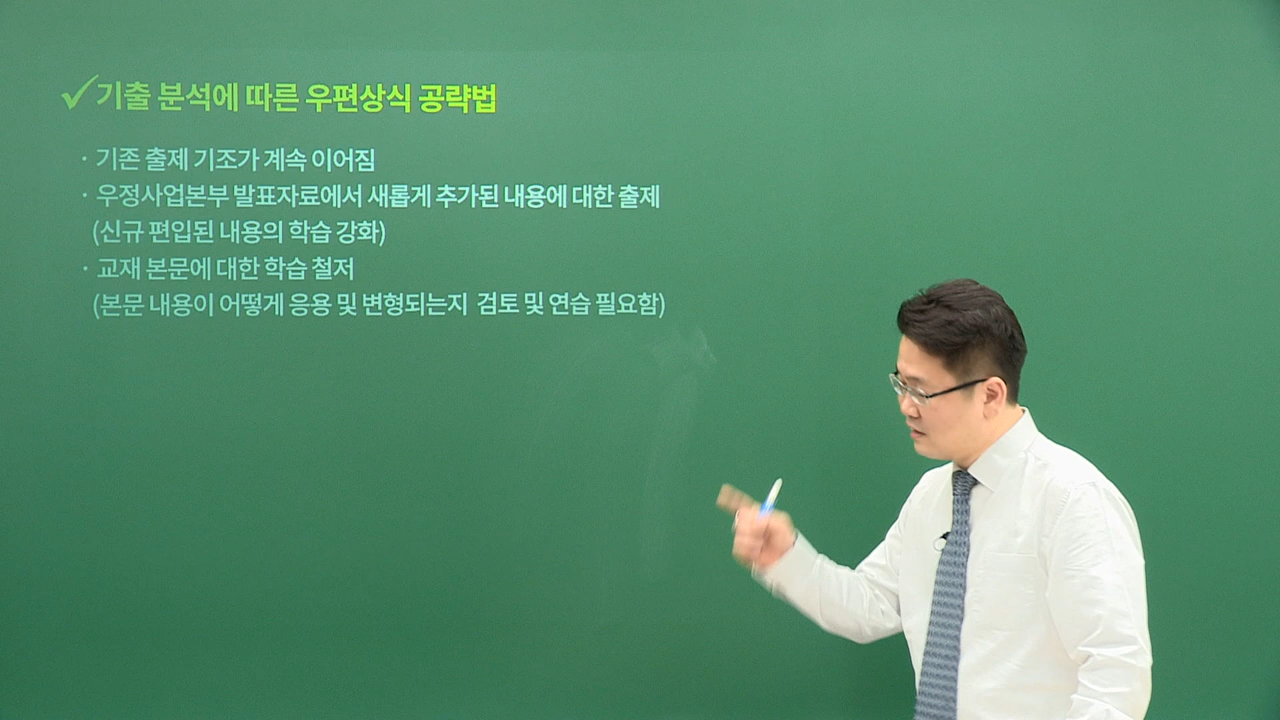 ✓기출 분석에 따른 우편상식 공략법
· 기존 출제 기조가 계속 이어짐
· 우정사업본부 발표자료에서 새롭게 추가된 내용에 대한 출제
(신규 편입된 내용의 학습 강화)
· 교재 본문에 대한 학습 철저
(본문 내용이 어떻게 응용 및 변형되는지 검토 및 연습 필요함)